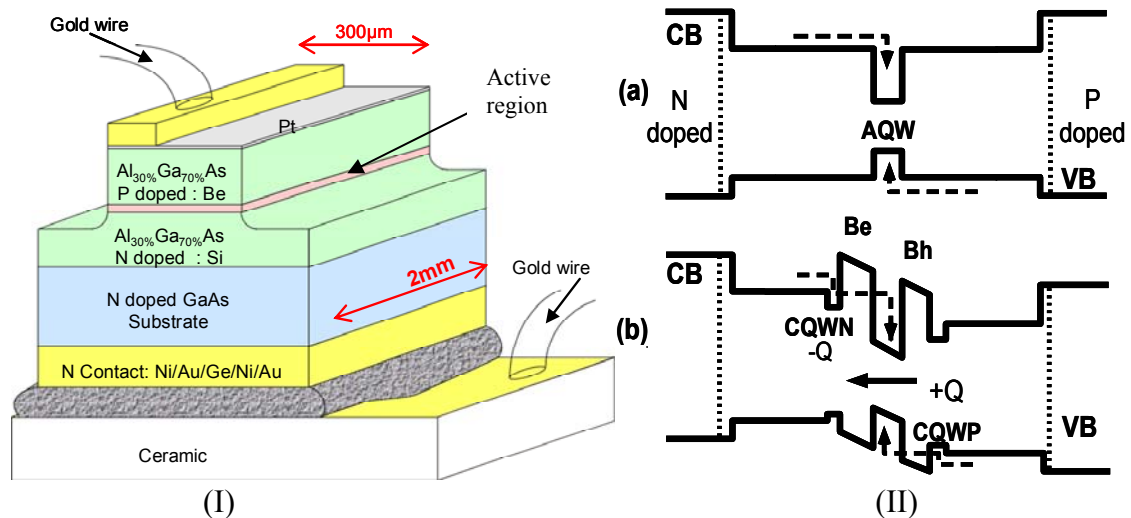 Gold wire
300µm
Active
region
Pt
Al30%Ga70%As
P doped : Be
Al30%Ga70%As
N doped : Si
2mm
Gold wire
N doped GaAs
Substrate
N Contact: Ni/Au/Ge/Ni/Au
Ceramic
(I)
CB
(a)
N
doped
P
doped
AQW
VB
Be
Bh
CB
(b)
CQWN
-Q
+Q
CQWP
VB
(II)